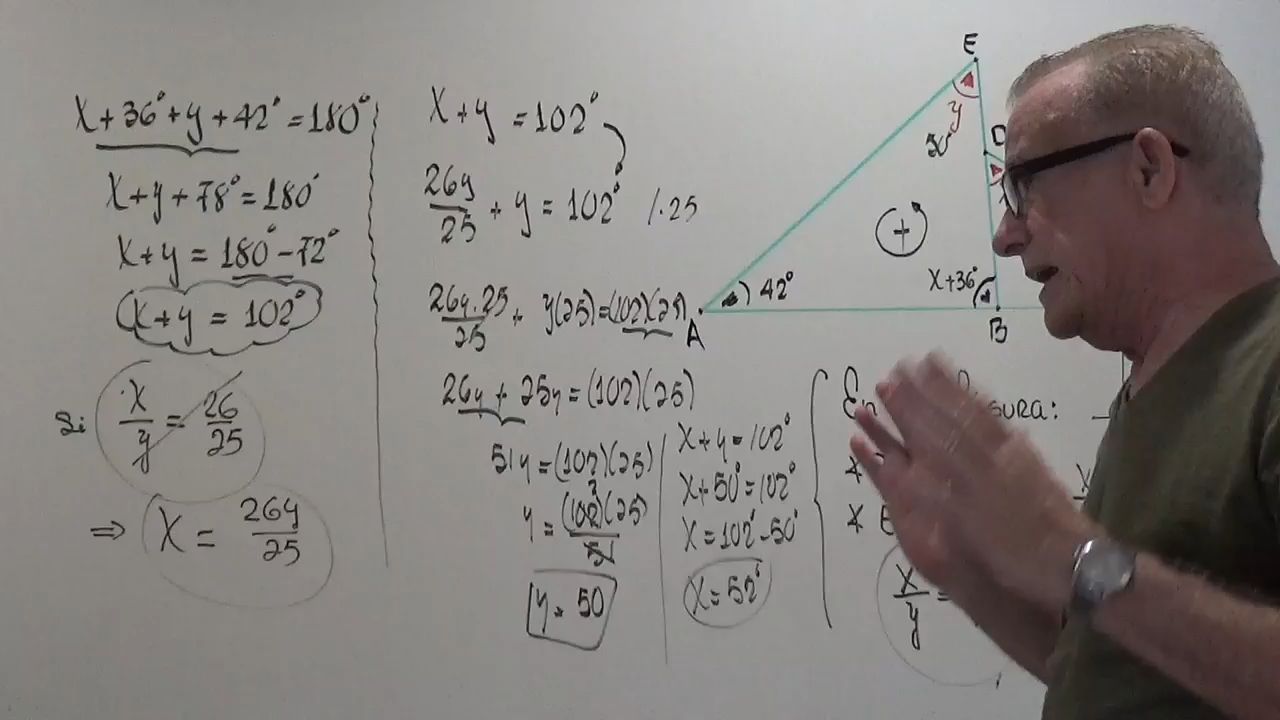 X + 36° + y + 42° = 180°
X + y + 78° = 180°
X + y = 180° - 72°
X + y = 102°
Si X/y = 26/25
⇒ X = 26y/25
X + y = 102°
26y/25 + y = 102° / · 25
26y·25/25 + y(25) = (102)(25)
26y + 25y = (102)(25)
51y = (102)(25)
y = (102)(25)/51
2
y = 50
X + y = 102°
X + 50° = 102°
X = 102° - 50°
X = 52°
E
y
50°
D
42°
X + 36°
A
B
X/y =